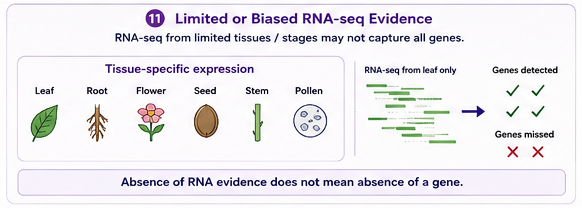 11 Limited or Biased RNA-seq Evidence
RNA-seq from limited tissues / stages may not capture all genes.
Tissue-specific expression
Leaf Root Flower Seed Stem Pollen
RNA-seq from leaf only
Genes detected
Genes missed
Absence of RNA evidence does not mean absence of a gene.